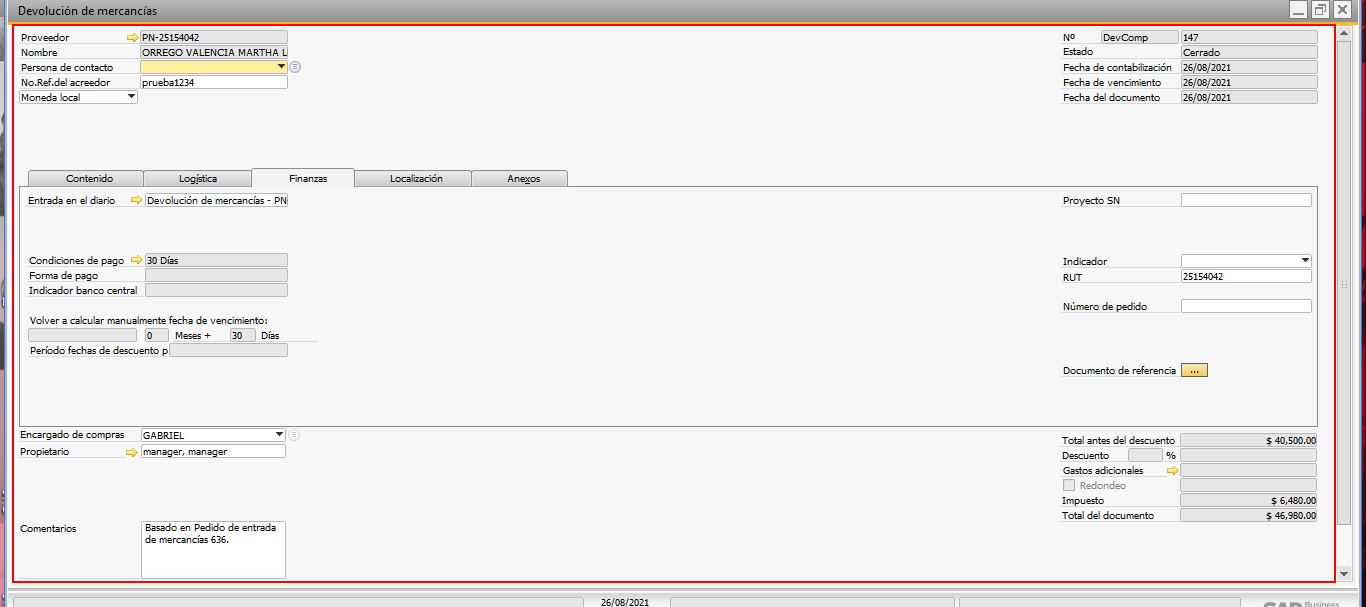 Devolución de mercancías
Proveedor PN-25154042
Nombre ORREGO VALENCIA MARTHA L
Persona de contacto
No.Ref.del acreedor prueba1234
Moneda local
Nº DevComp 147
Estado Cerrado
Fecha de contabilización 26/08/2021
Fecha de vencimiento 26/08/2021
Fecha del documento 26/08/2021
Contenido Logística Finanzas Localización Anexos
Entrada en el diario Devolución de mercancías - PN
Proyecto SN
Condiciones de pago 30 Días
Forma de pago
Indicador banco central
Indicador
RUT 25154042
Número de pedido
Volver a calcular manualmente fecha de vencimiento:
0 Meses + 30 Días
Período fechas de descuento p
Documento de referencia ...
Encargado de compras GABRIEL
Propietario manager, manager
Total antes del descuento $ 40,500.00
Descuento %
Gastos adicionales
Redondeo
Impuesto $ 6,480.00
Total del documento $ 46,980.00
Comentarios Basado en Pedido de entrada
de mercancías 636.
26/08/2021
SAP Business